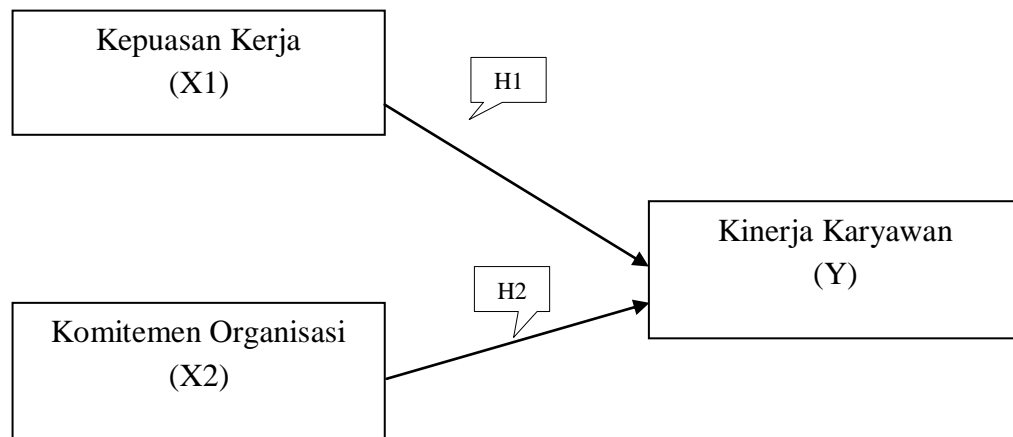 Kepuasan Kerja
(X1)
H1
Kinerja Karyawan
(Y)
H2
Komitemen Organisasi
(X2)